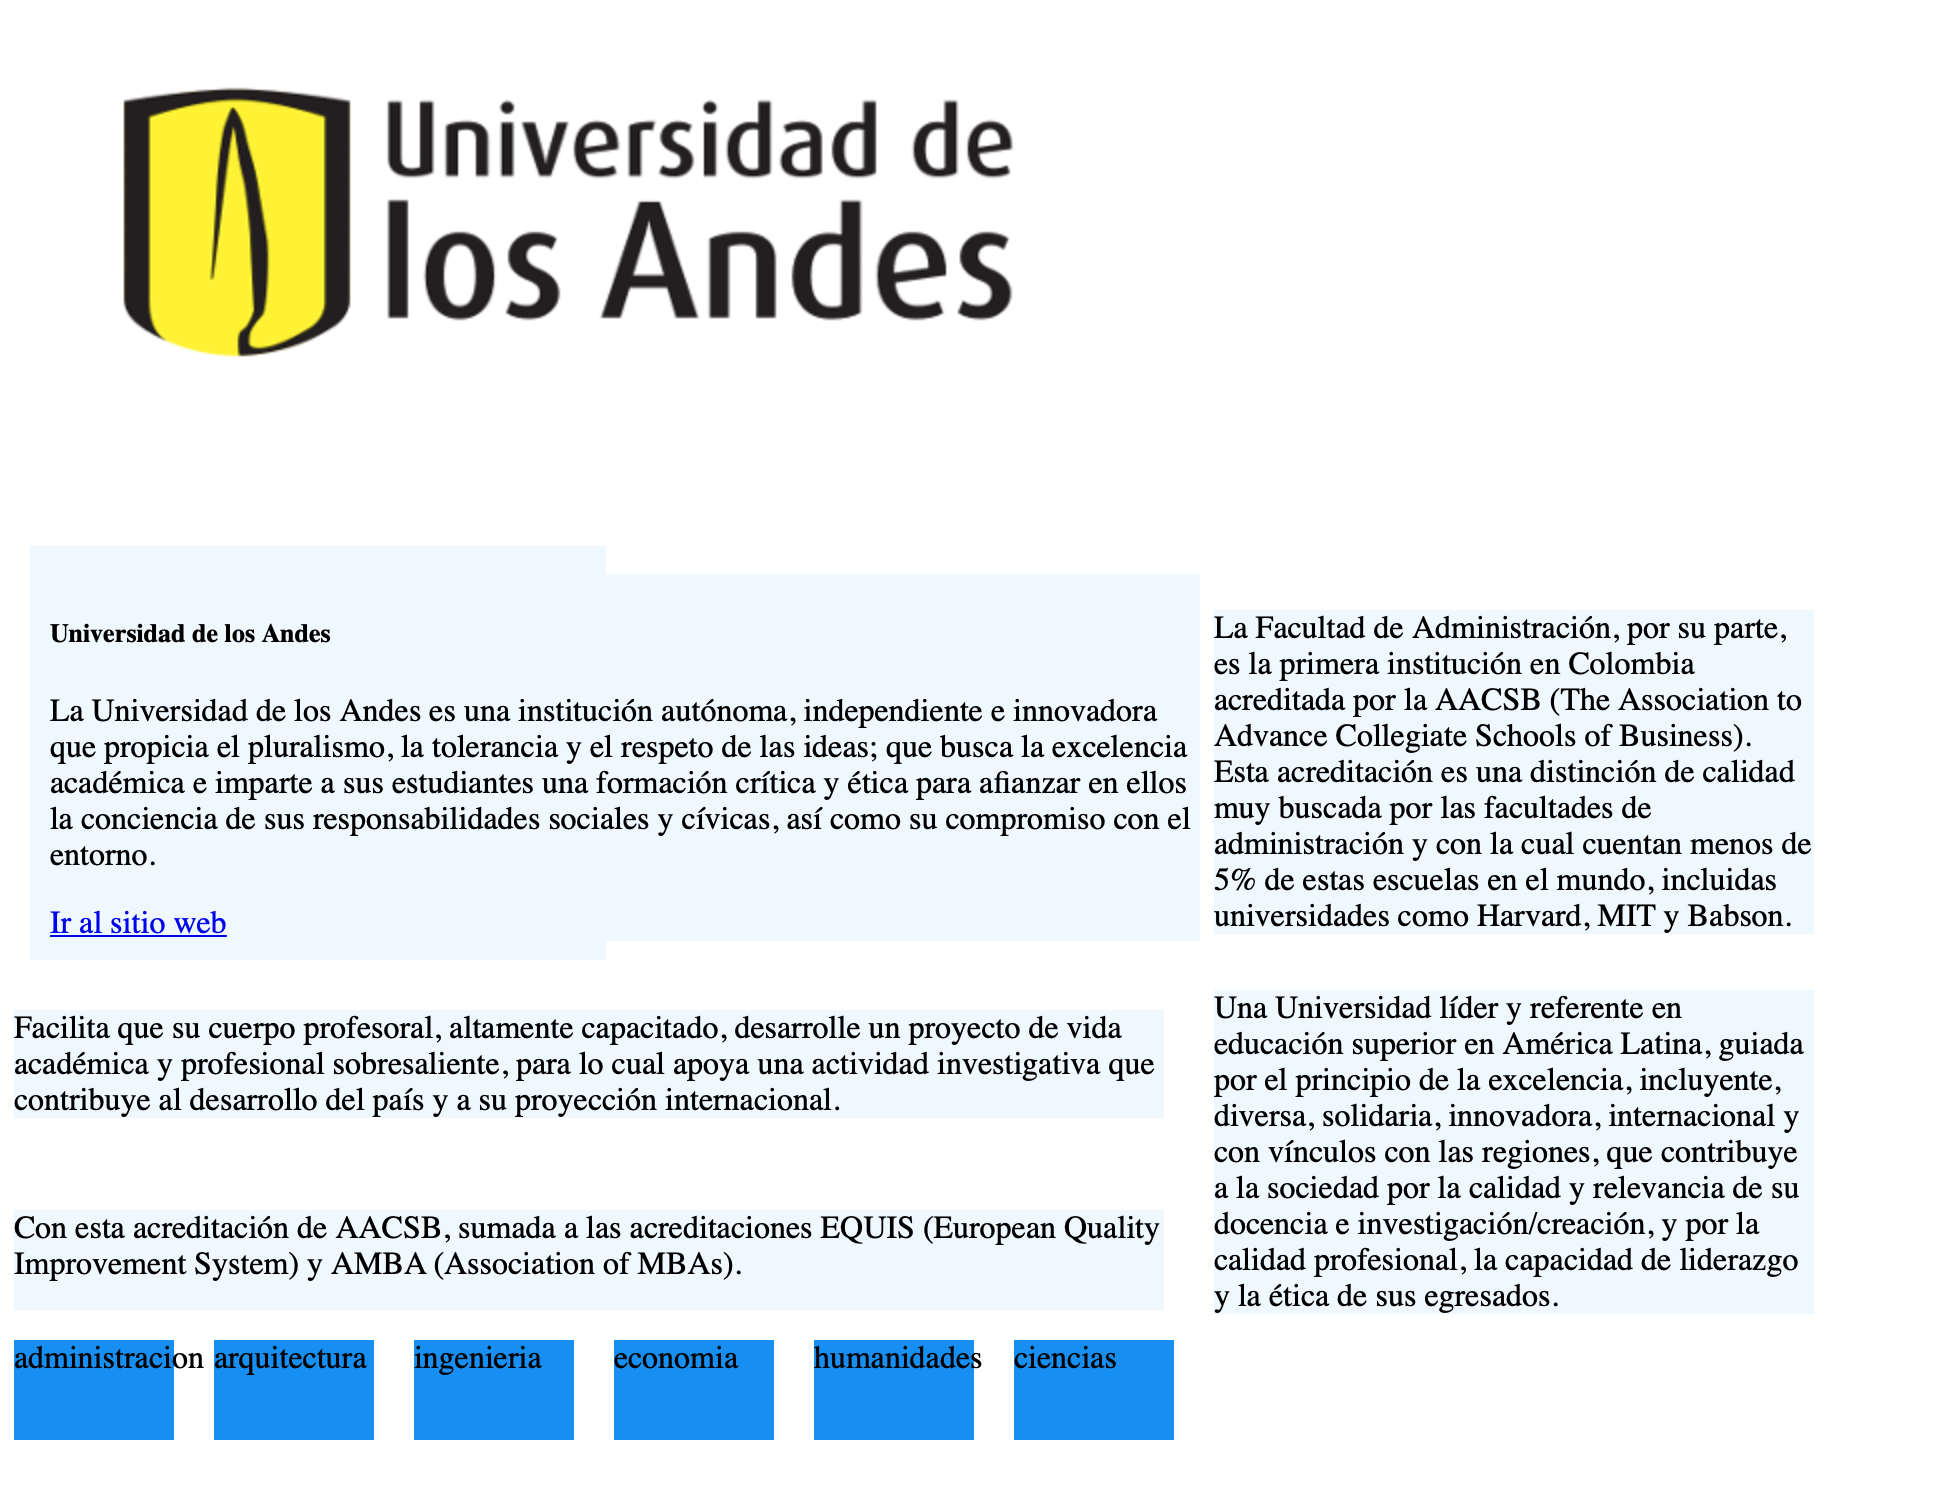 Universidad de
los Andes
Universidad de los Andes
La Universidad de los Andes es una institución autónoma, independiente e innovadora
que propicia el pluralismo, la tolerancia y el respeto de las ideas; que busca la excelencia
académica e imparte a sus estudiantes una formación crítica y ética para afianzar en ellos
la conciencia de sus responsabilidades sociales y cívicas, así como su compromiso con el
entorno.
Ir al sitio web
La Facultad de Administración, por su parte,
es la primera institución en Colombia
acreditada por la AACSB (The Association to
Advance Collegiate Schools of Business).
Esta acreditación es una distinción de calidad
muy buscada por las facultades de
administración y con la cual cuentan menos de
5% de estas escuelas en el mundo, incluidas
universidades como Harvard, MIT y Babson.
Facilita que su cuerpo profesoral, altamente capacitado, desarrolle un proyecto de vida
académica y profesional sobresaliente, para lo cual apoya una actividad investigativa que
contribuye al desarrollo del país y a su proyección internacional.
Una Universidad líder y referente en
educación superior en América Latina, guiada
por el principio de la excelencia, incluyente,
diversa, solidaria, innovadora, internacional y
con vínculos con las regiones, que contribuye
a la sociedad por la calidad y relevancia de su
docencia e investigación/creación, y por la
calidad profesional, la capacidad de liderazgo
y la ética de sus egresados.
Con esta acreditación de AACSB, sumada a las acreditaciones EQUIS (European Quality
Improvement System) y AMBA (Association of MBAs).
administracion arquitectura ingenieria economia humanidades ciencias